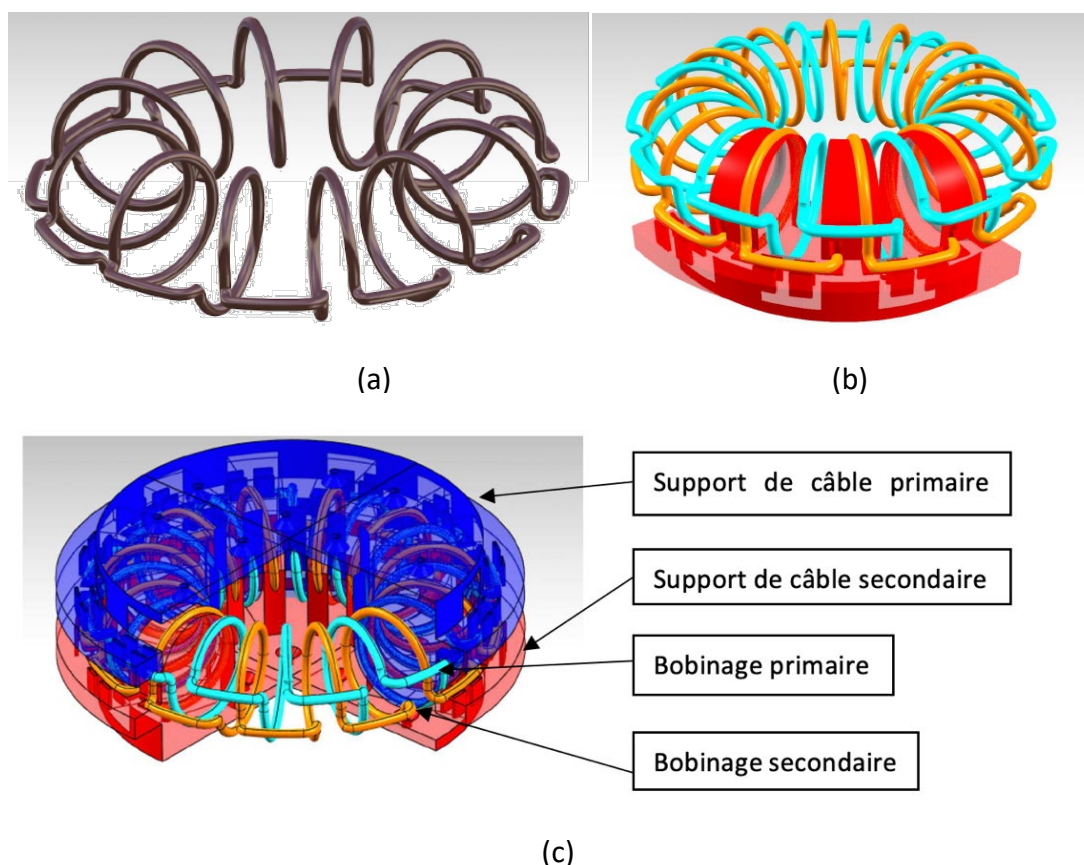 (a)
(b)
Support de câble primaire
Support de câble secondaire
Bobinage primaire
Bobinage secondaire
(c)